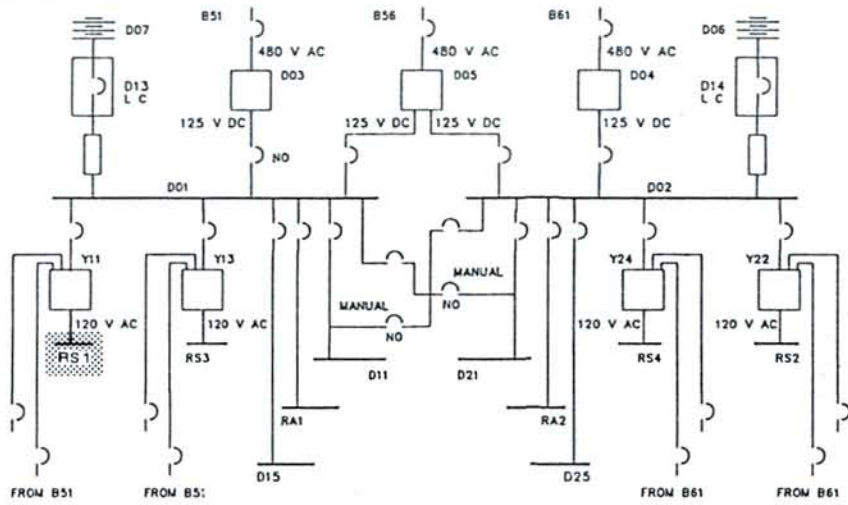 B51 B56 B61
D07 D06
480 V AC 480 V AC 480 V AC
D13 D03 D05 D04 D14
L C L C
125 V DC 125 V DC 125 V DC 125 V DC
NO
D01 D02
Y11 Y13 Y24 Y22
MANUAL
MANUAL NO
120 V AC 120 V AC 120 V AC 120 V AC
NO
RS1 RS3 D11 D21 RS4 RS2
RA1 RA2
D15 D25
FROM B51 FROM B51 FROM B61 FROM B61